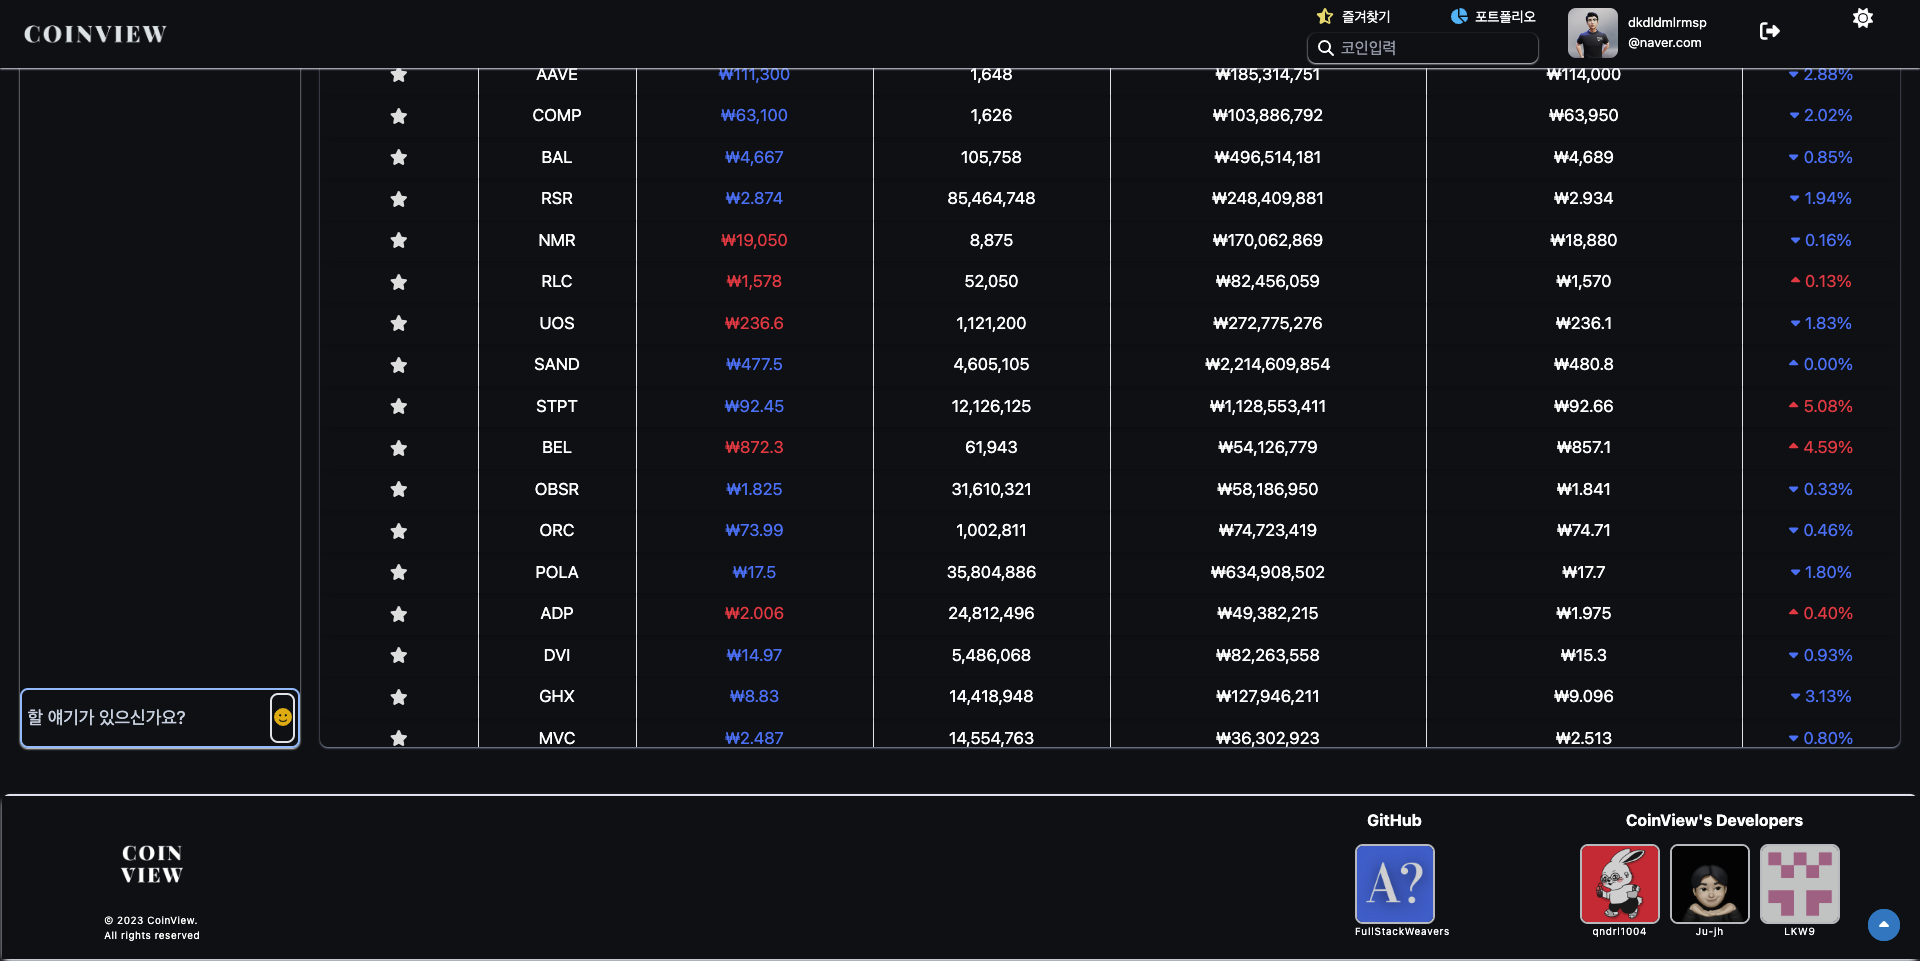 COINVIEW
즐겨찾기
포트폴리오
코인입력
dkdldmlrmsp
@naver.com
AAVE ₩111,300 1,648 ₩185,314,751 ₩114,000 2.88%
COMP ₩63,100 1,626 ₩103,886,792 ₩63,950 2.02%
BAL ₩4,667 105,758 ₩496,514,181 ₩4,689 0.85%
RSR ₩2.874 85,464,748 ₩248,409,881 ₩2.934 1.94%
NMR ₩19,050 8,875 ₩170,062,869 ₩18,880 0.16%
RLC ₩1,578 52,050 ₩82,456,059 ₩1,570 0.13%
UOS ₩236.6 1,121,200 ₩272,775,276 ₩236.1 1.83%
SAND ₩477.5 4,605,105 ₩2,214,609,854 ₩480.8 0.00%
STPT ₩92.45 12,126,125 ₩1,128,553,411 ₩92.66 5.08%
BEL ₩872.3 61,943 ₩54,126,779 ₩857.1 4.59%
OBSR ₩1.825 31,610,321 ₩58,186,950 ₩1.841 0.33%
ORC ₩73.99 1,002,811 ₩74,723,419 ₩74.71 0.46%
POLA ₩17.5 35,804,886 ₩634,908,502 ₩17.7 1.80%
ADP ₩2.006 24,812,496 ₩49,382,215 ₩1.975 0.40%
DVI ₩14.97 5,486,068 ₩82,263,558 ₩15.3 0.93%
GHX ₩8.83 14,418,948 ₩127,946,211 ₩9.096 3.13%
MVC ₩2.487 14,554,763 ₩36,302,923 ₩2.513 0.80%
할 얘기가 있으신가요?
COIN
VIEW
© 2023 CoinView.
All rights reserved
GitHub
A?
FullStackWeavers
CoinView's Developers
qndrl1004
Ju-jh
LKW9